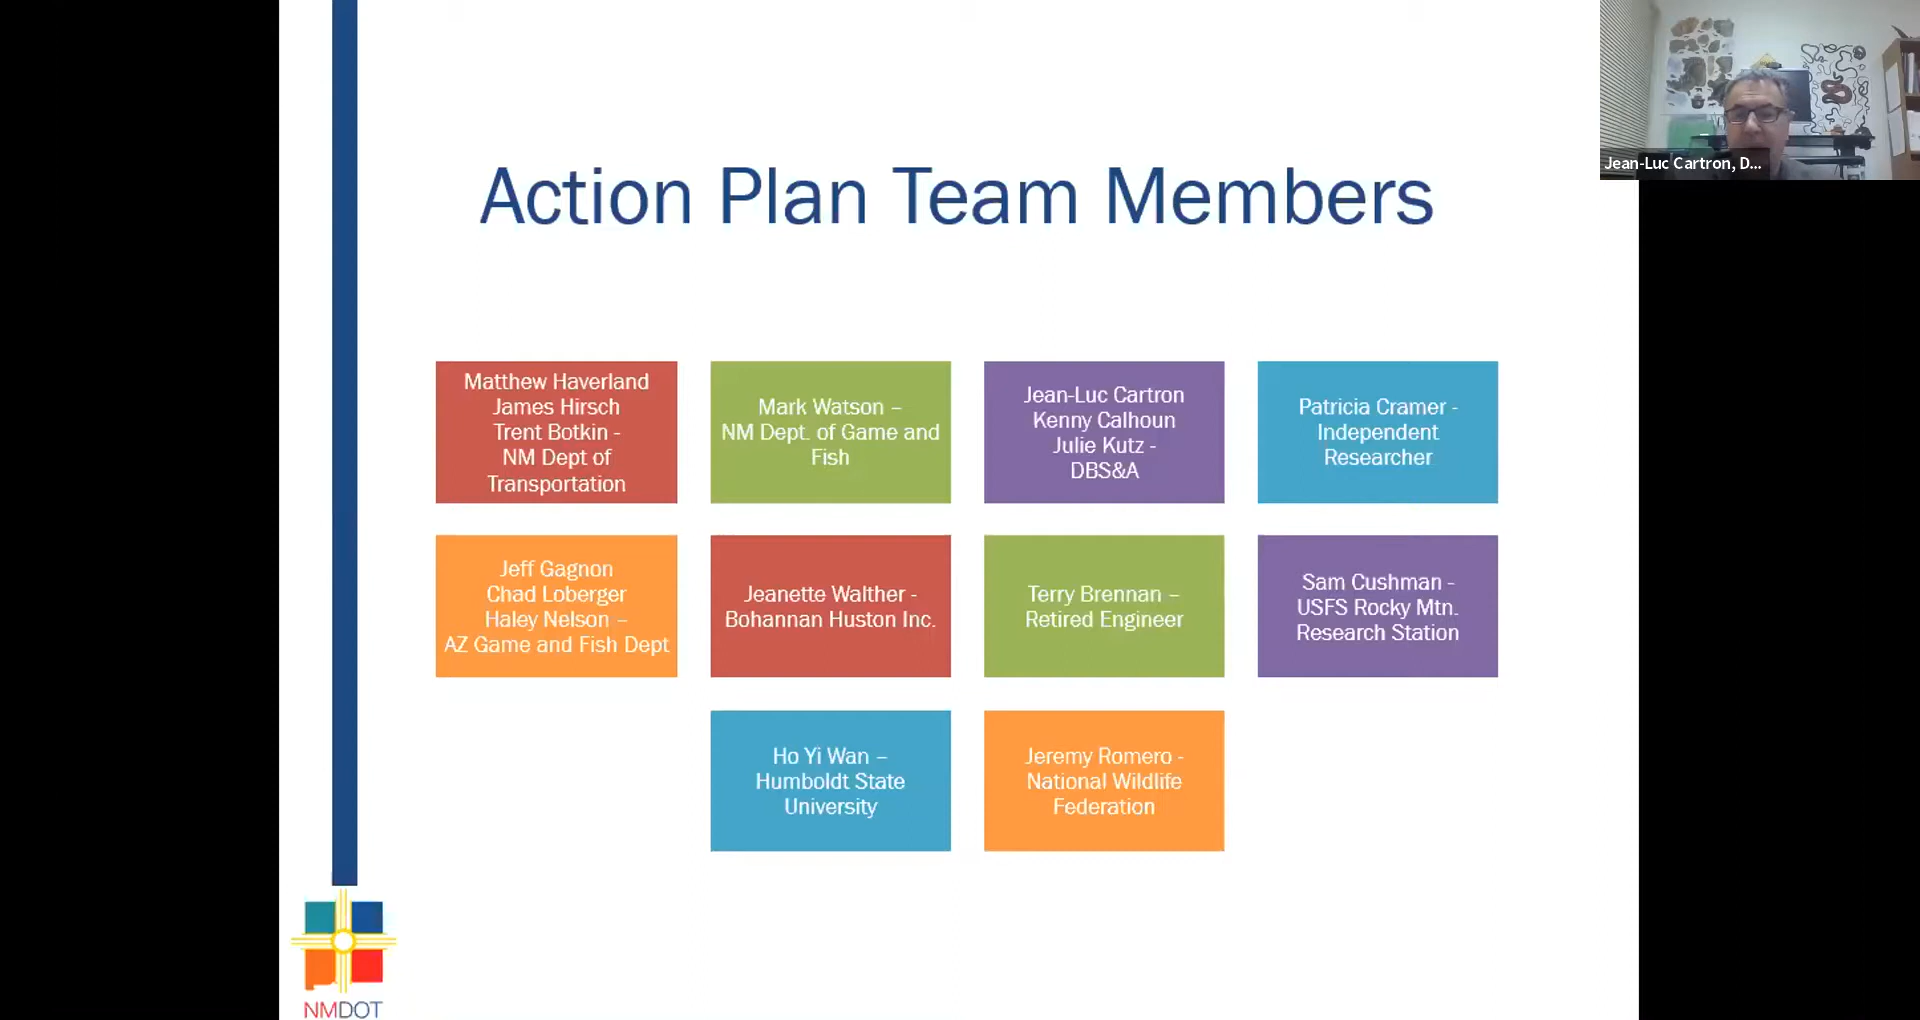 Action Plan Team Members
Jean-Luc Cartron, D...
Matthew Haverland
James Hirsch
Trent Botkin -
NM Dept of
Transportation
Mark Watson –
NM Dept. of Game and
Fish
Jean-Luc Cartron
Kenny Calhoun
Julie Kutz -
DBS&A
Patricia Cramer -
Independent
Researcher
Jeff Gagnon
Chad Loberger
Haley Nelson –
AZ Game and Fish Dept
Jeanette Walther -
Bohannan Huston Inc.
Terry Brennan –
Retired Engineer
Sam Cushman -
USFS Rocky Mtn.
Research Station
Ho Yi Wan –
Humboldt State
University
Jeremy Romero -
National Wildlife
Federation
NMDOT